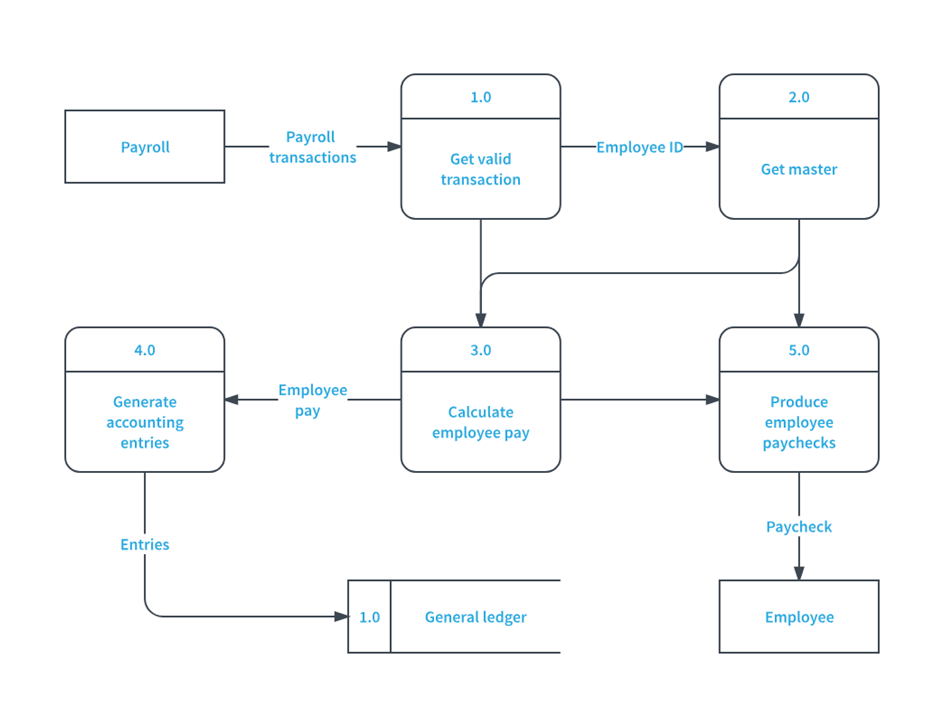 1.0
2.0
Payroll
Payroll
transactions
Get valid
transaction
Employee ID
Get master
4.0
3.0
5.0
Generate
accounting
entries
Employee
pay
Calculate
employee pay
Produce
employee
paychecks
Entries
Paycheck
1.0
General ledger
Employee